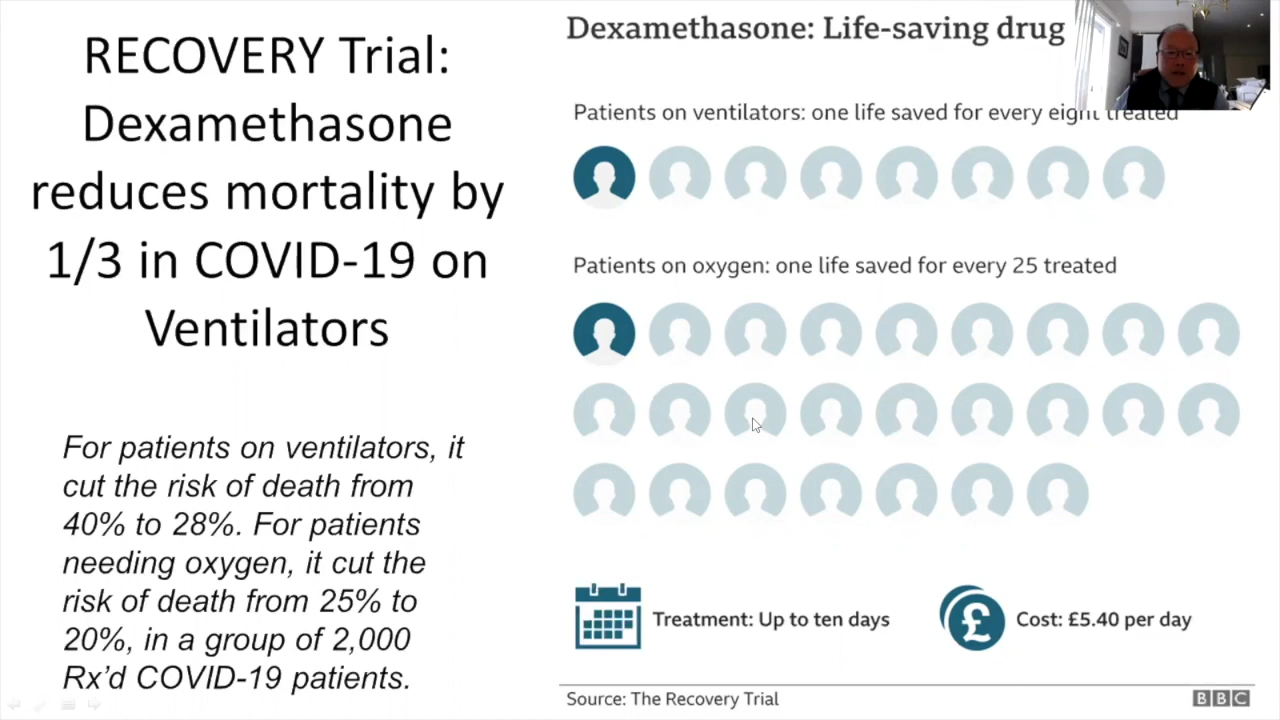 RECOVERY Trial:
Dexamethasone
reduces mortality by
1/3 in COVID-19 on
Ventilators
For patients on ventilators, it
cut the risk of death from
40% to 28%. For patients
needing oxygen, it cut the
risk of death from 25% to
20%, in a group of 2,000
Rx’d COVID-19 patients.
Dexamethasone: Life-saving drug
Patients on ventilators: one life saved for every eight treated
Patients on oxygen: one life saved for every 25 treated
Treatment: Up to ten days
£
Cost: £5.40 per day
Source: The Recovery Trial
BBC